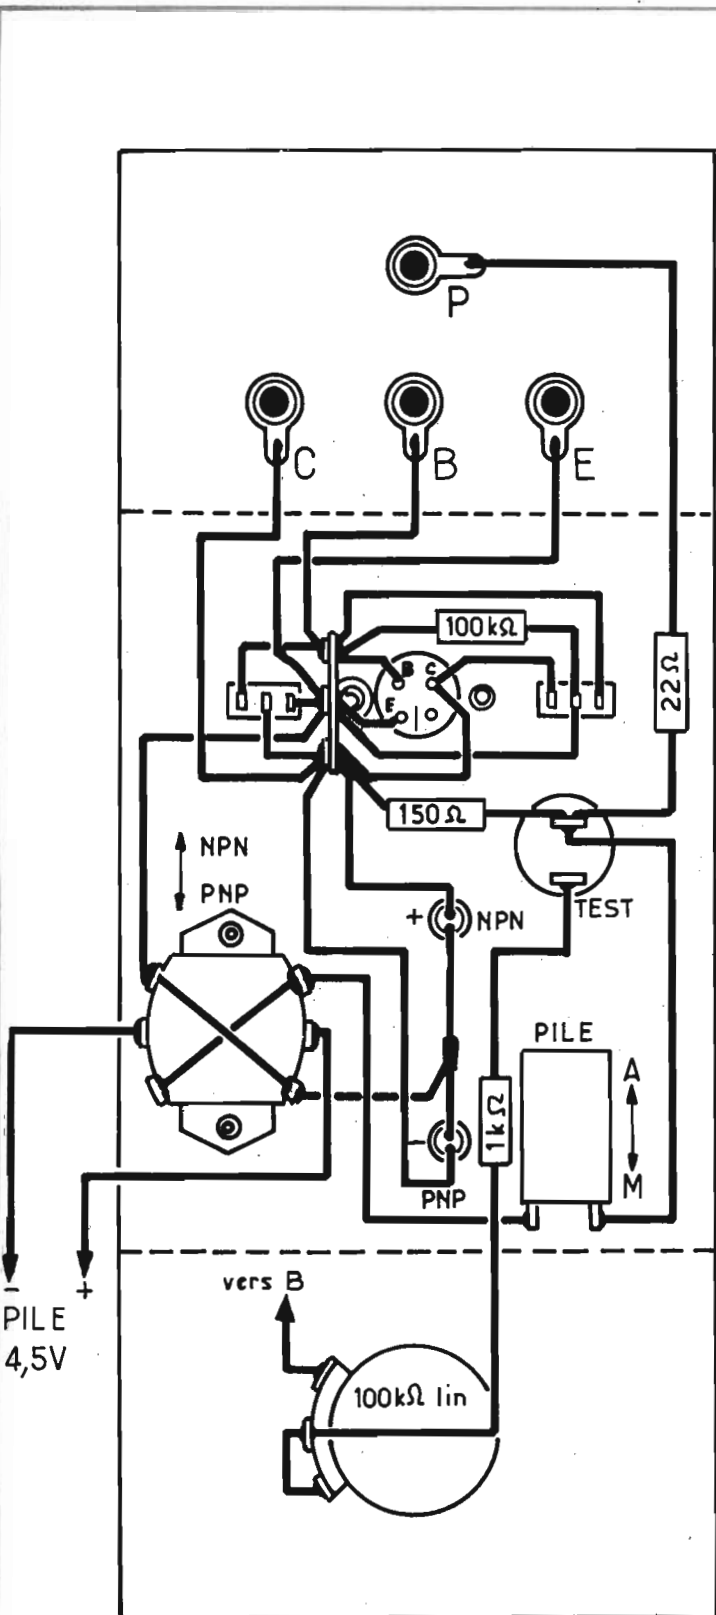 P
C
B
E
100kΩ
B
C
E
22Ω
150Ω
NPN
PNP
TEST
+
NPN
PILE
A
1kΩ
M
-
PNP
-
+
PILE
4,5V
vers B
100kΩ lin